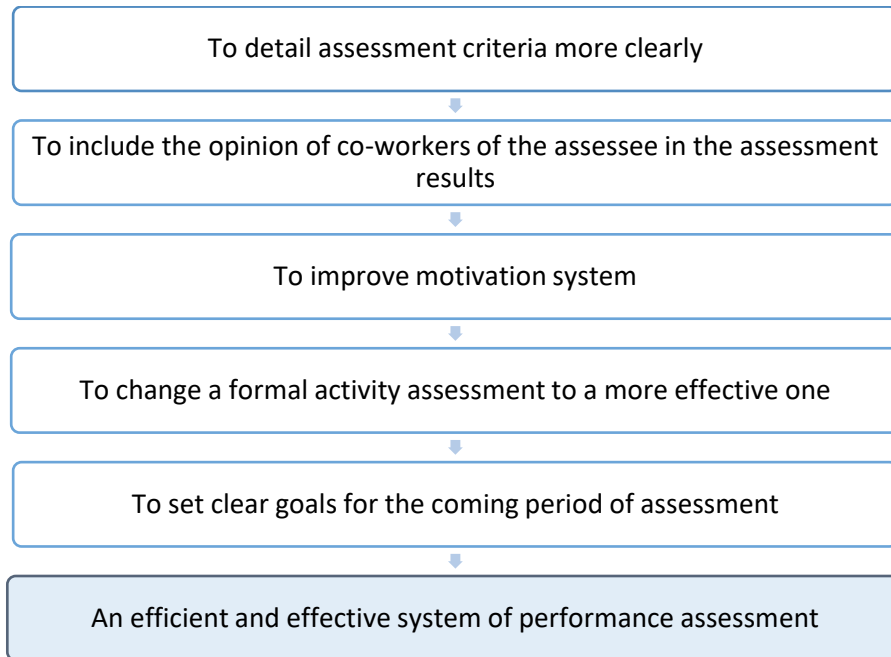 To detail assessment criteria more clearly
To include the opinion of co-workers of the assessee in the assessment
results
To improve motivation system
To change a formal activity assessment to a more effective one
To set clear goals for the coming period of assessment
An efficient and effective system of performance assessment